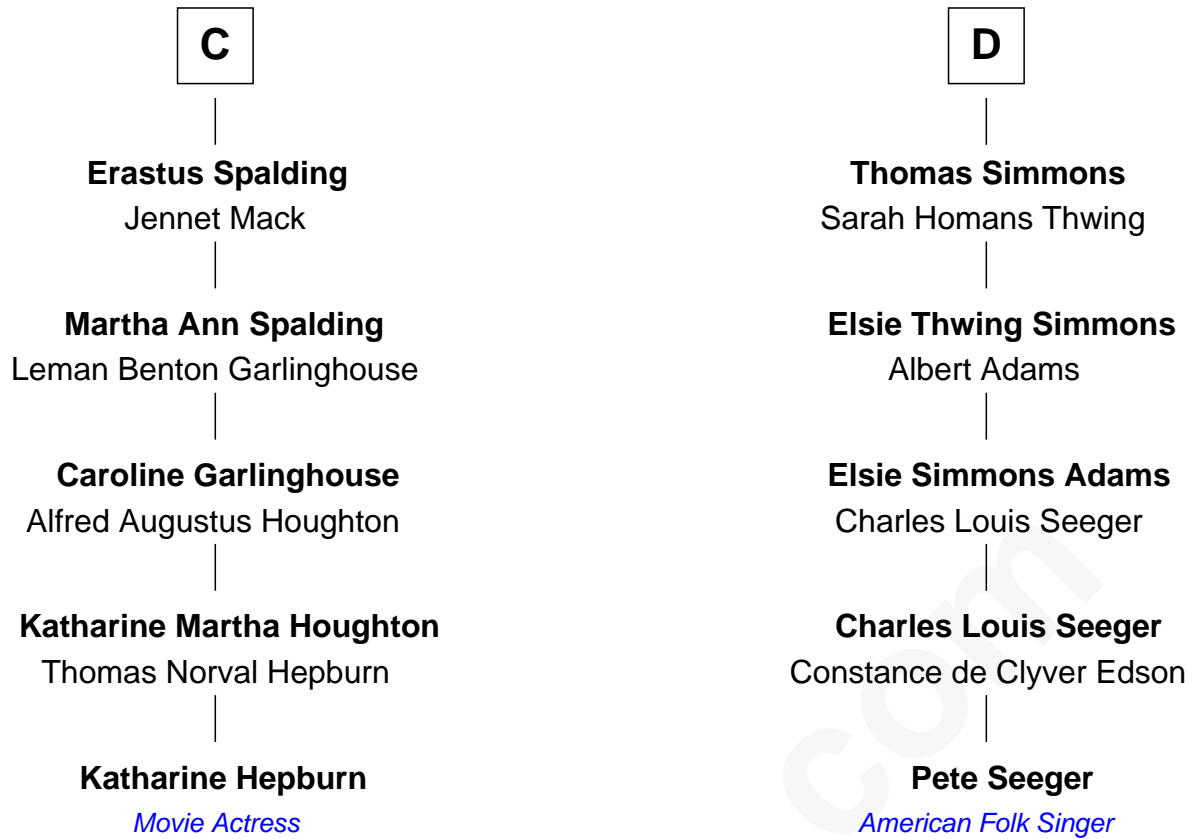 C
Erastus Spalding
Jennet Mack
Martha Ann Spalding
Leman Benton Garlinghouse
Caroline Garlinghouse
Alfred Augustus Houghton
Katharine Martha Houghton
Thomas Norval Hepburn
Katharine Hepburn
Movie Actress
D
Thomas Simmons
Sarah Homans Thwing
Elsie Thwing Simmons
Albert Adams
Elsie Simmons Adams
Charles Louis Seeger
Charles Louis Seeger
Constance de Clyver Edson
Pete Seeger
American Folk Singer
com